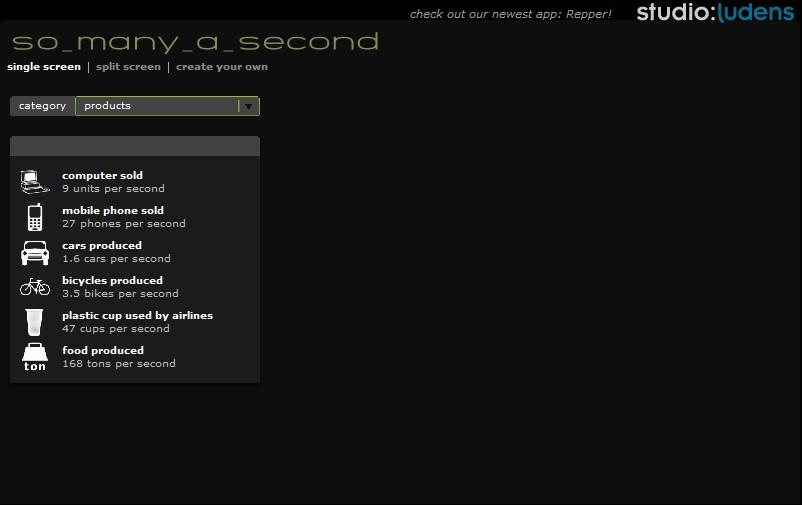 check out our newest app: Repper!
studio:ludens
so_many_a_second
single screen | split screen | create your own
category products
computer sold
9 units per second
mobile phone sold
27 phones per second
cars produced
1.6 cars per second
bicycles produced
3.5 bikes per second
plastic cup used by airlines
47 cups per second
food produced
168 tons per second
ton